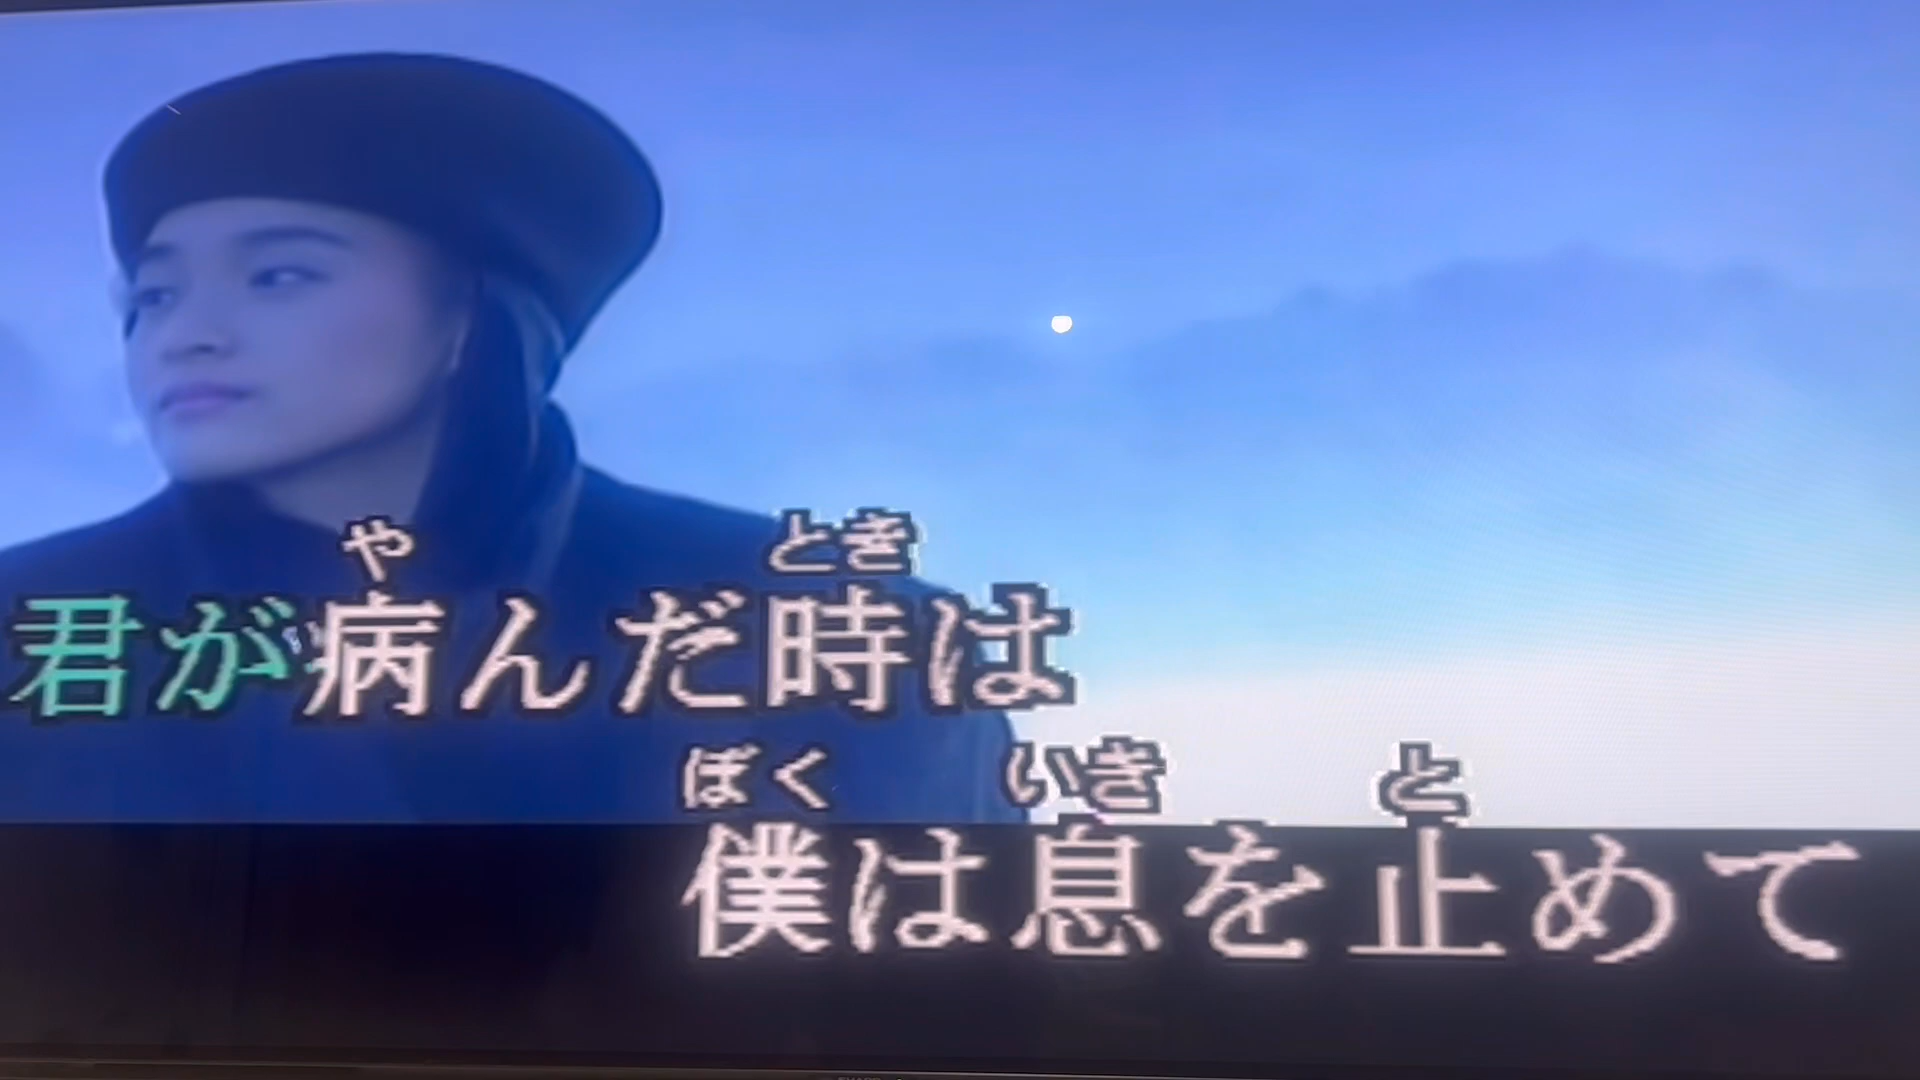 や とき
君が病んだ時は
ぼく いき と
僕は息を止めて